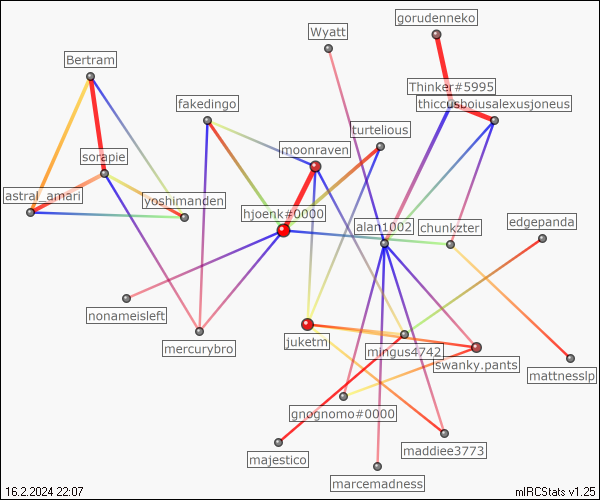 gorudenneko
Wyatt
Bertram
Thinker#5995
fakedingo
thiccusboiusalexusjoneus
turtelious
moonraven
sorapie
astral_amari
yoshimanden
hjoenk#0000
alan1002
chunkzter
edgepanda
nonameisleft
mercurybro
juketm
mingus4742
swanky.pants
mattnesslp
gnognomo#0000
maddiee3773
majestico
marcemadness
16.2.2024 22:07
mIRCStats v1.25